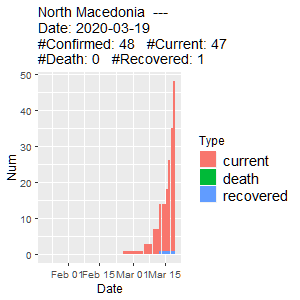 North Macedonia ---
Date: 2020-03-19
#Confirmed: 48 #Current: 47
#Death: 0 #Recovered: 1
50
40
30
20
10
0
Num
Feb 01 Feb 15 Mar 01 Mar 15
Date
Type
current
death
recovered